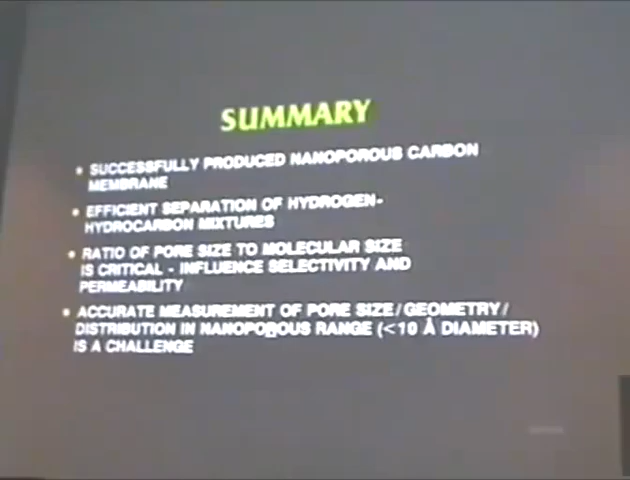 SUMMARY
• SUCCESSFULLY PRODUCED NANOPOROUS CARBON
MEMBRANE
• EFFICIENT SEPARATION OF HYDROGEN-
HYDROCARBON MIXTURES
• RATIO OF PORE SIZE TO MOLECULAR SIZE
IS CRITICAL - INFLUENCE SELECTIVITY AND
PERMEABILITY
• ACCURATE MEASUREMENT OF PORE SIZE/GEOMETRY/
DISTRIBUTION IN NANOPOROUS RANGE (<10 Å DIAMETER)
IS A CHALLENGE